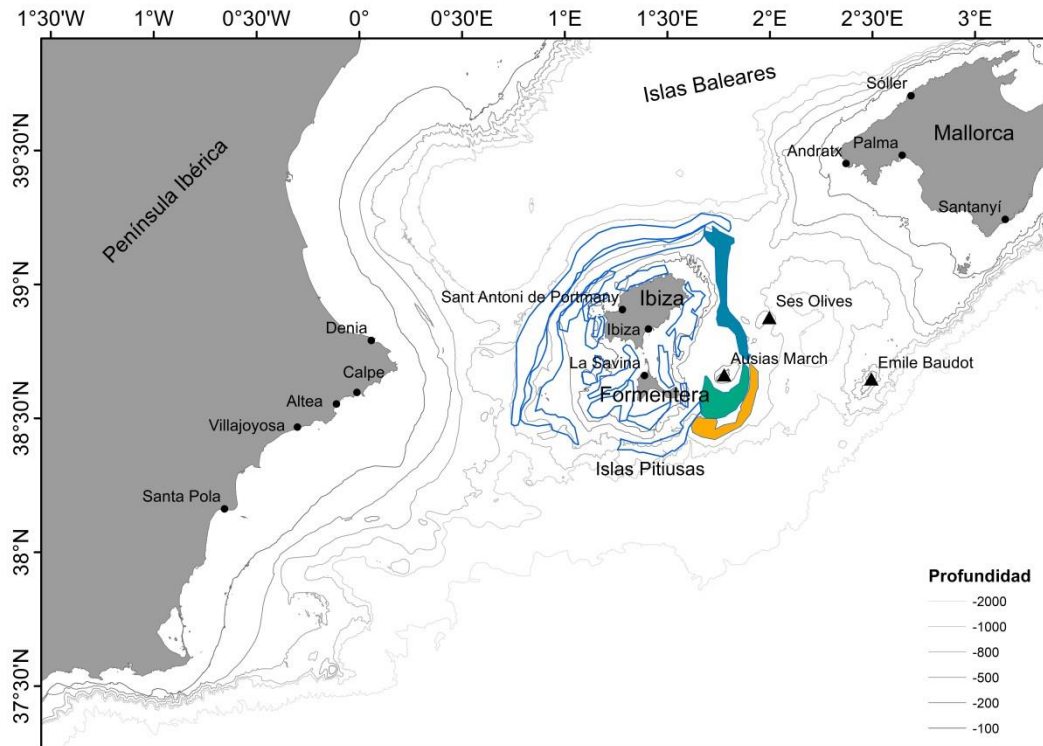 1°30'W
1°W
0°30'W
0°
0°30'E
1°E
1°30'E
2°E
2°30'E
3°E
39°30'N
39°N
38°30'N
38°N
37°30'N
Península Ibérica
Islas Baleares
Sóller
Mallorca
Andratx
Palma
Santanyí
Sant Antoni de Portmany
Ibiza
Ibiza
Ses Olives
Denia
La Savina
Ausias March
Emile Baudot
Calpe
Formentera
Altea
Villajoyosa
Islas Pitiusas
Santa Pola
Profundidad
-2000
-1000
-800
-500
-200
-100